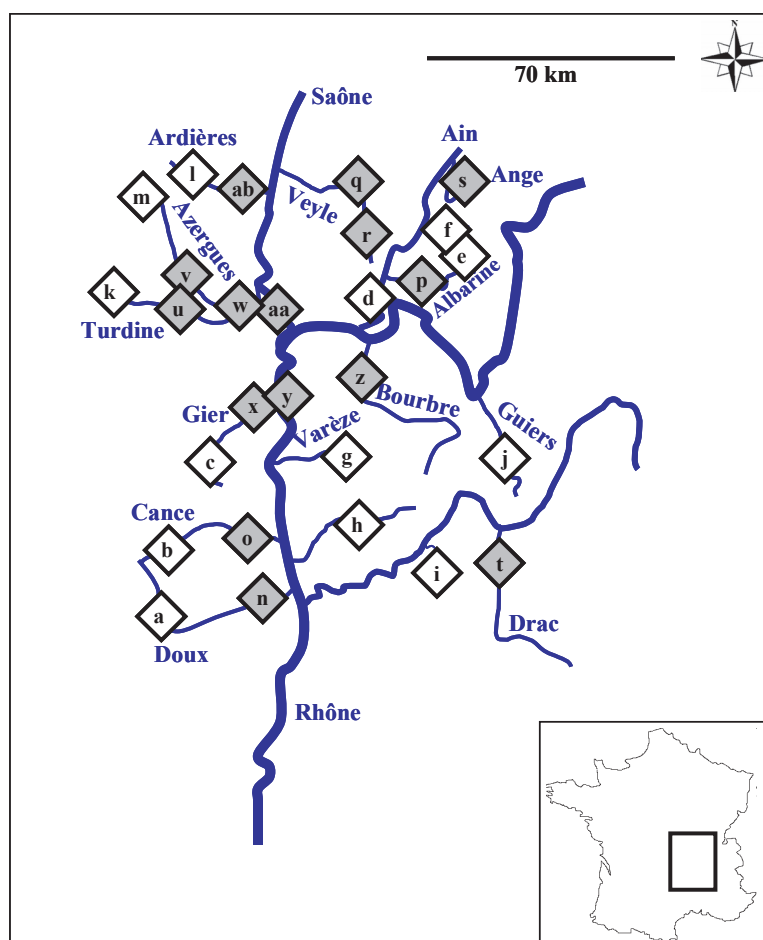 N
70 km
Saône
Ardières
Ain
l
ab
q
s
Ange
m
Veyle
Azergues
r
f
e
v
p
Albarine
k
u
w
aa
d
Turdine
z
Bourbre
Gier
x
y
Varèze
Guiers
c
g
j
Cance
h
b
o
i
t
n
a
Doux
Drac
Rhône